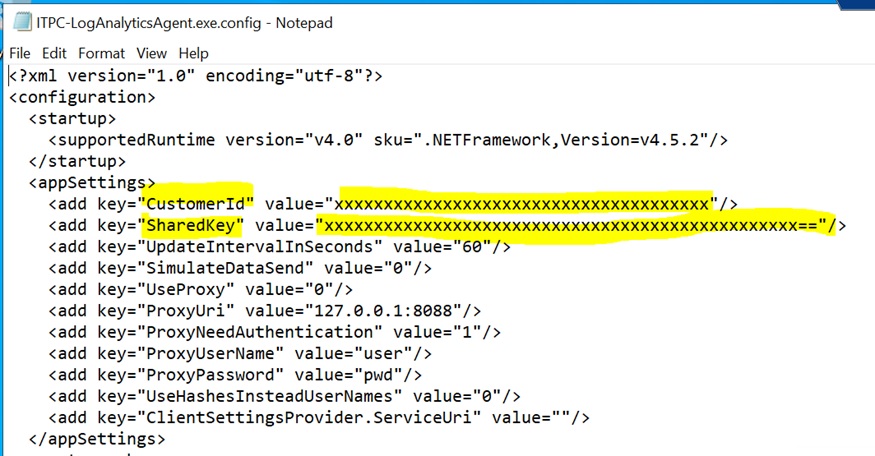 ITPC-LogAnalyticsAgent.exe.config - Notepad
File Edit Format View Help
<?xml version="1.0" encoding="utf-8"?>
<configuration>
<startup>
<supportedRuntime version="v4.0" sku=".NETFramework,Version=v4.5.2"/>
</startup>
<appSettings>
<add key="CustomerId" value="xxxxxxxxxxxxxxxxxxxxxxxxxxxxxxxxxxxxxx"/>
<add key="SharedKey" value="xxxxxxxxxxxxxxxxxxxxxxxxxxxxxxxxxxxxxxxxxxxxxxxx=="/>
<add key="UpdateIntervalInSeconds" value="60"/>
<add key="SimulateDataSend" value="0"/>
<add key="UseProxy" value="0"/>
<add key="ProxyUri" value="127.0.0.1:8088"/>
<add key="ProxyNeedAuthentication" value="1"/>
<add key="ProxyUserName" value="user"/>
<add key="ProxyPassword" value="pwd"/>
<add key="UseHashesInsteadUserNames" value="0"/>
<add key="ClientSettingsProvider.ServiceUri" value=""/>
</appSettings>